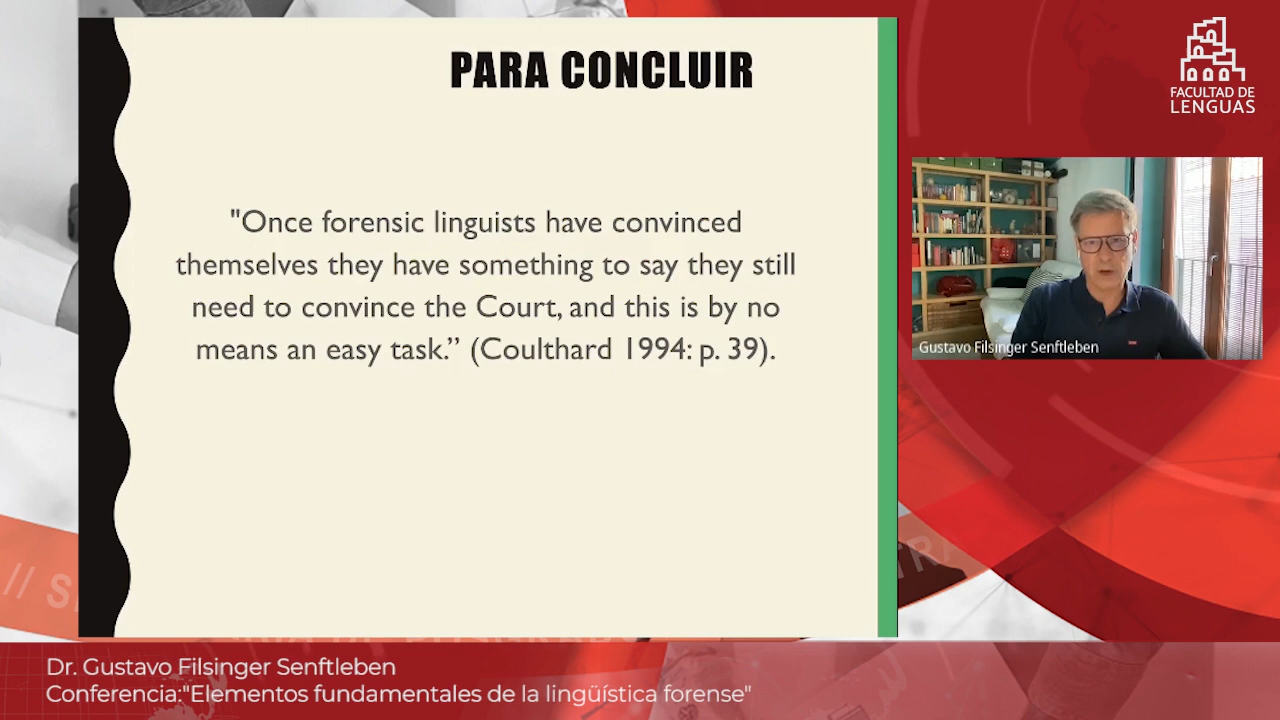 PARA CONCLUIR
"Once forensic linguists have convinced
themselves they have something to say they still
need to convince the Court, and this is by no
means an easy task.” (Coulthard 1994: p. 39).
FACULTAD DE
LENGUAS
Gustavo Filsinger Senftleben
Dr. Gustavo Filsinger Senftleben
Conferencia:"Elementos fundamentales de la lingüística forense"